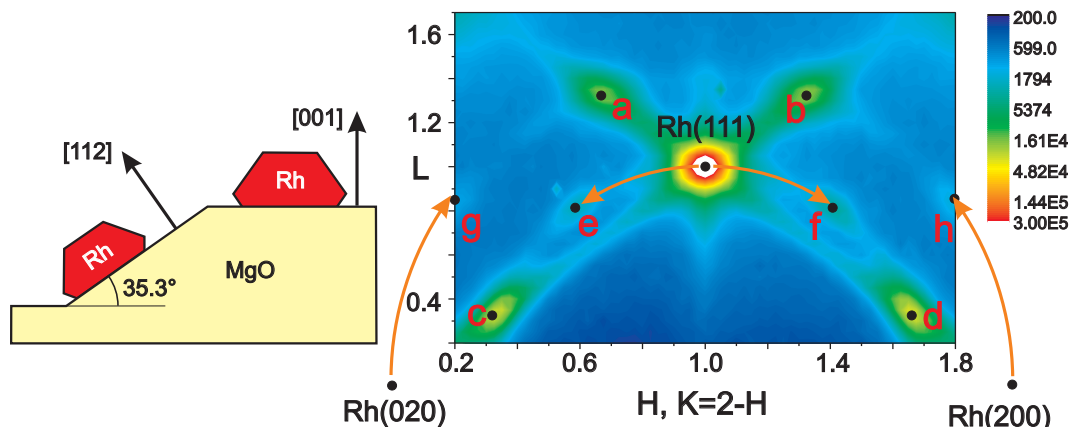 [112]
[001]
Rh
Rh
35.3°
MgO
L
1.6
1.2
0.4
a
b
Rh(111)
g
e
f
h
c
d
0.2
0.6
1.0
1.4
1.8
H, K=2-H
Rh(020)
Rh(200)
200.0
599.0
1794
5374
1.61E4
4.82E4
1.44E5
3.00E5